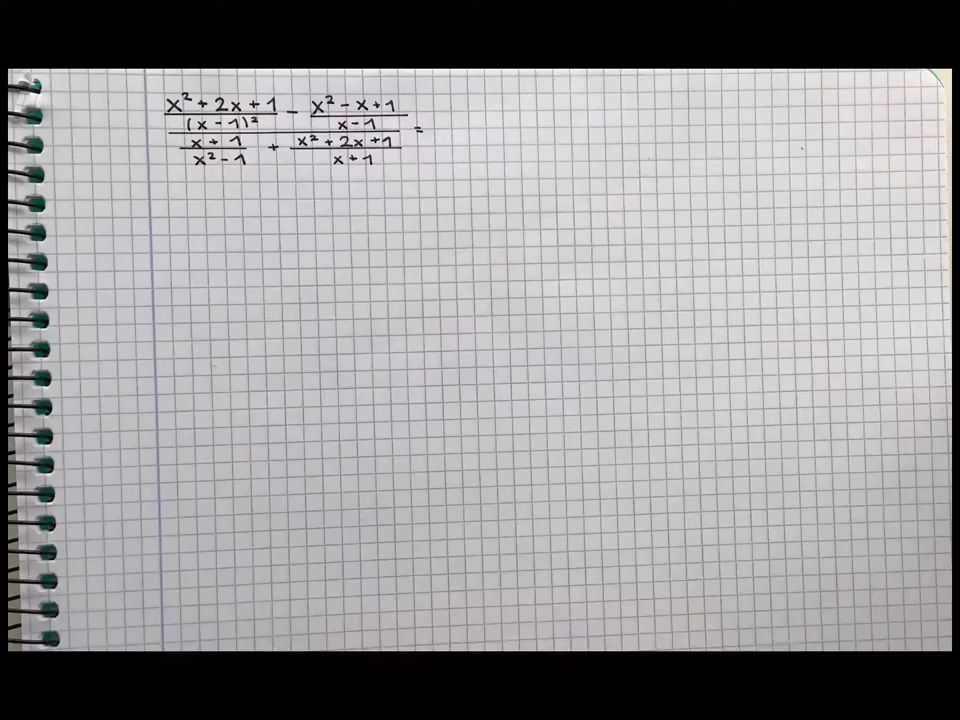 x² + 2x + 1 - x² - x + 1
(x - 1)² x - 1
=
x + 1 + x² + 2x + 1
x² - 1 x + 1